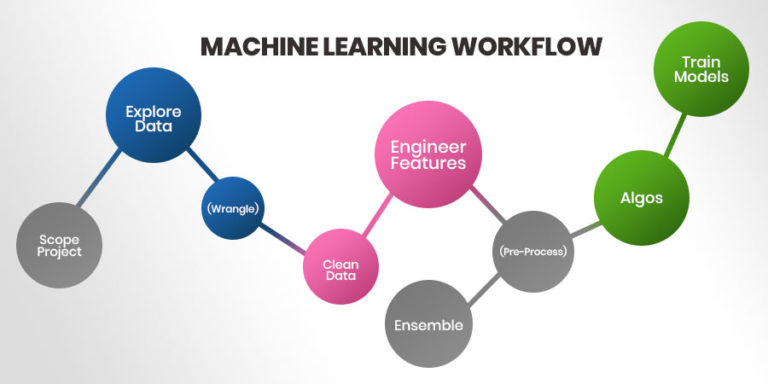 MACHINE LEARNING WORKFLOW
Scope
Project
Explore
Data
(Wrangle)
Clean
Data
Engineer
Features
(Pre-Process)
Ensemble
Algos
Train
Models